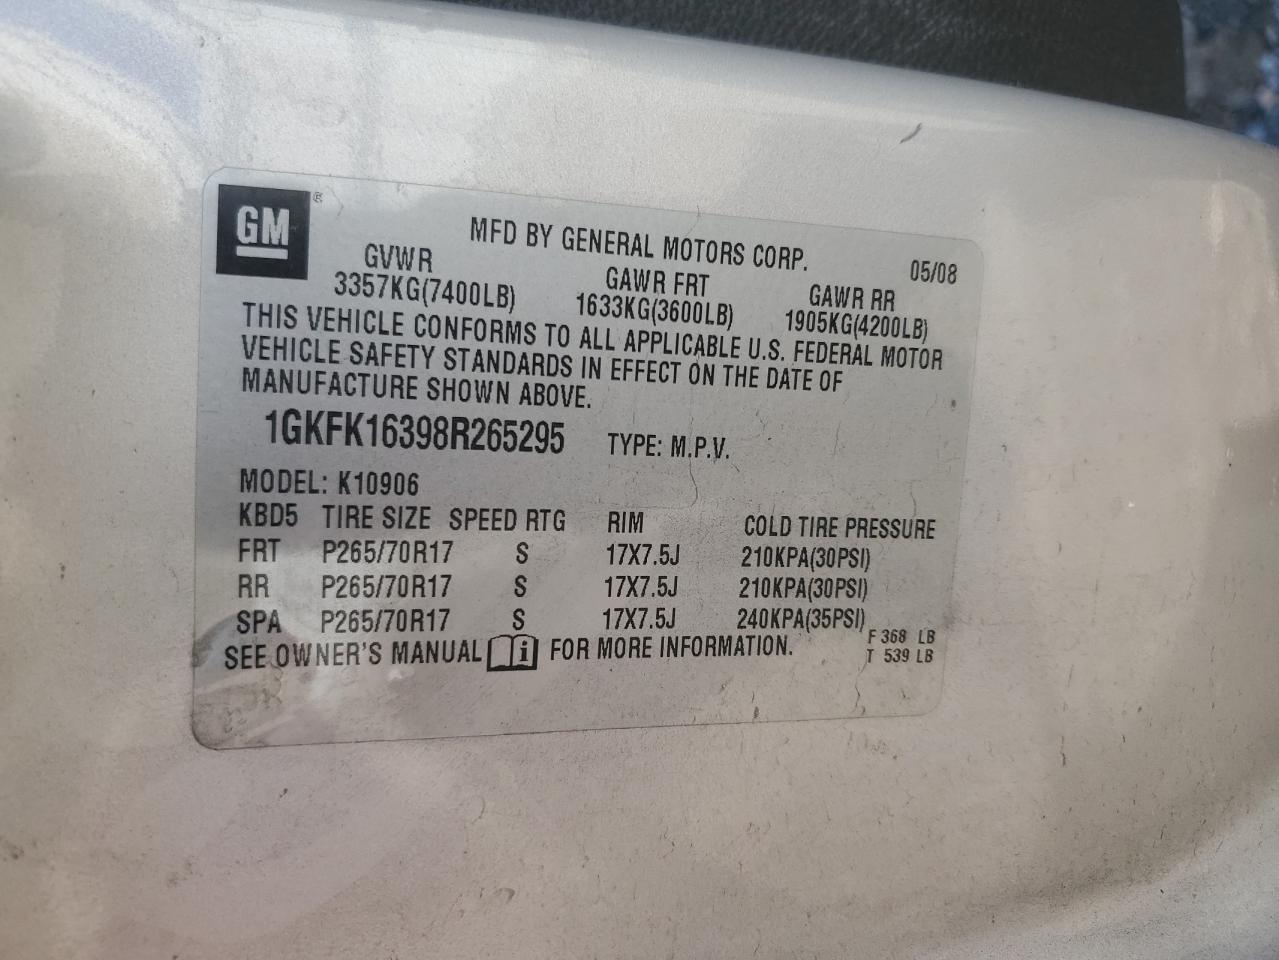 GM ®
MFD BY GENERAL MOTORS CORP.
05/08
GVWR GAWR FRT GAWR RR
3357KG(7400LB) 1633KG(3600LB) 1905KG(4200LB)
THIS VEHICLE CONFORMS TO ALL APPLICABLE U.S. FEDERAL MOTOR
VEHICLE SAFETY STANDARDS IN EFFECT ON THE DATE OF
MANUFACTURE SHOWN ABOVE.
1GKFK16398R265295 TYPE: M.P.V.
MODEL: K10906
KBD5 TIRE SIZE SPEED RTG RIM COLD TIRE PRESSURE
FRT P265/70R17 S 17X7.5J 210KPA(30PSI)
RR P265/70R17 S 17X7.5J 210KPA(30PSI)
SPA P265/70R17 S 17X7.5J 240KPA(35PSI)
SEE OWNER'S MANUAL i FOR MORE INFORMATION.
F 368 LB
T 539 LB